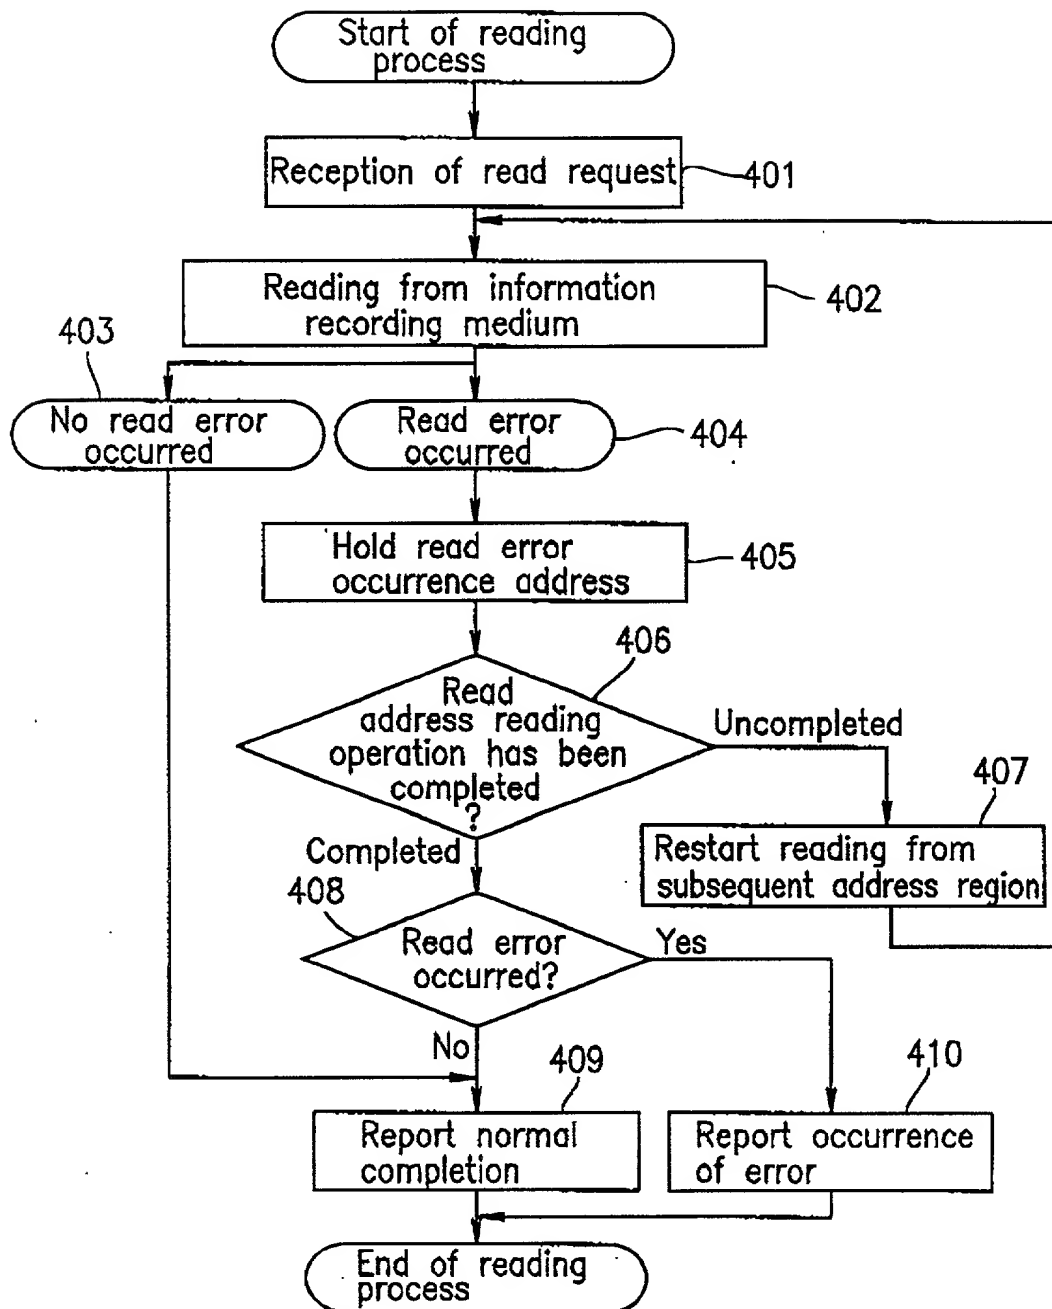 Start of reading
process
Reception of read request
401
Reading from information
recording medium
402
403
No read error
occurred
Read error
occurred
404
Hold read error
occurrence address
405
406
Read
address reading
operation has been
completed
?
Uncompleted
407
Restart reading from
subsequent address region
Completed
408
Read error
occurred?
Yes
No
409
410
Report normal
completion
Report occurrence
of error
End of reading
process